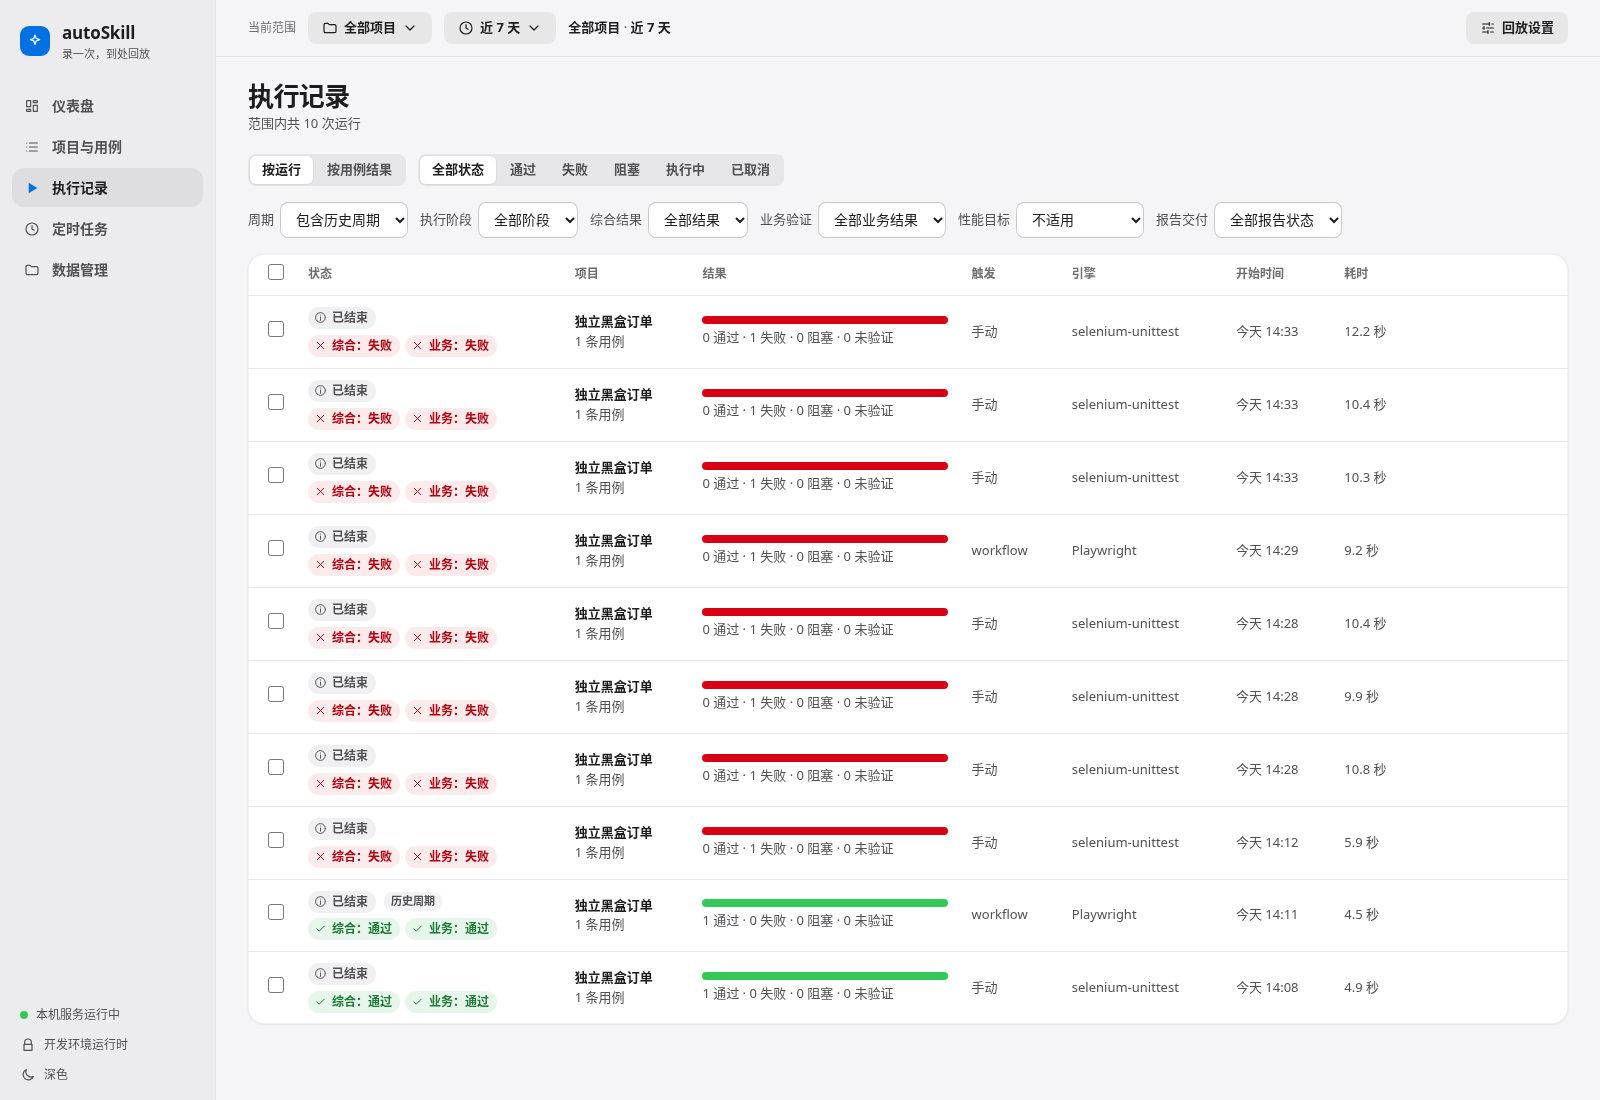 autoSkill
录一次，到处回放
仪表盘
项目与用例
执行记录
定时任务
数据管理
本机服务运行中
开发环境运行时
深色
当前范围 全部项目 近 7 天 全部项目 · 近 7 天 回放设置
执行记录
范围内共 10 次运行
按运行 按用例结果 全部状态 通过 失败 阻塞 执行中 已取消
周期 包含历史周期 执行阶段 全部阶段 综合结果 全部结果 业务验证 全部业务结果 性能目标 不适用 报告交付 全部报告状态
状态 项目 结果 触发 引擎 开始时间 耗时
已结束
综合：失败 业务：失败
独立黑盒订单
1 条用例
0 通过 · 1 失败 · 0 阻塞 · 0 未验证
手动 selenium-unittest 今天 14:33 12.2 秒
已结束
综合：失败 业务：失败
独立黑盒订单
1 条用例
0 通过 · 1 失败 · 0 阻塞 · 0 未验证
手动 selenium-unittest 今天 14:33 10.4 秒
已结束
综合：失败 业务：失败
独立黑盒订单
1 条用例
0 通过 · 1 失败 · 0 阻塞 · 0 未验证
手动 selenium-unittest 今天 14:33 10.3 秒
已结束
综合：失败 业务：失败
独立黑盒订单
1 条用例
0 通过 · 1 失败 · 0 阻塞 · 0 未验证
workflow Playwright 今天 14:29 9.2 秒
已结束
综合：失败 业务：失败
独立黑盒订单
1 条用例
0 通过 · 1 失败 · 0 阻塞 · 0 未验证
手动 selenium-unittest 今天 14:28 10.4 秒
已结束
综合：失败 业务：失败
独立黑盒订单
1 条用例
0 通过 · 1 失败 · 0 阻塞 · 0 未验证
手动 selenium-unittest 今天 14:28 9.9 秒
已结束
综合：失败 业务：失败
独立黑盒订单
1 条用例
0 通过 · 1 失败 · 0 阻塞 · 0 未验证
手动 selenium-unittest 今天 14:28 10.8 秒
已结束
综合：失败 业务：失败
独立黑盒订单
1 条用例
0 通过 · 1 失败 · 0 阻塞 · 0 未验证
手动 selenium-unittest 今天 14:12 5.9 秒
已结束 历史周期
综合：通过 业务：通过
独立黑盒订单
1 条用例
1 通过 · 0 失败 · 0 阻塞 · 0 未验证
workflow Playwright 今天 14:11 4.5 秒
已结束
综合：通过 业务：通过
独立黑盒订单
1 条用例
1 通过 · 0 失败 · 0 阻塞 · 0 未验证
手动 selenium-unittest 今天 14:08 4.9 秒